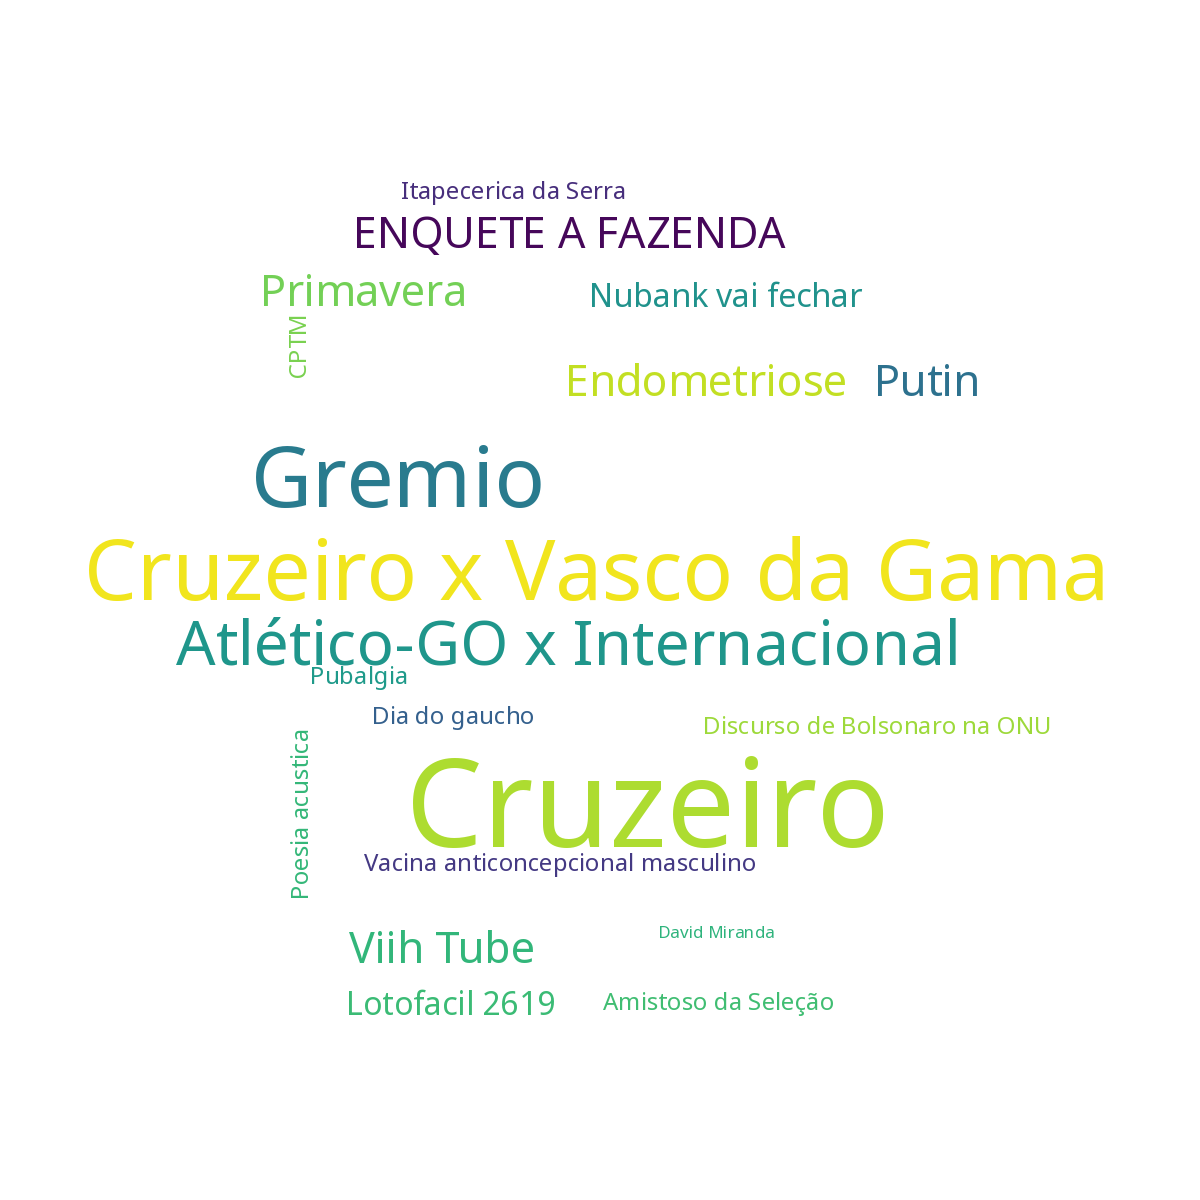 Itapecerica da Serra
ENQUETE A FAZENDA
Primavera
Nubank vai fechar
CPTM
Endometriose
Putin
Gremio
Cruzeiro x Vasco da Gama
Atlético-GO x Internacional
Pubalgia
Dia do gaucho
Discurso de Bolsonaro na ONU
Poesia acustica
Cruzeiro
Vacina anticoncepcional masculino
David Miranda
Viih Tube
Lotofacil 2619
Amistoso da Seleção